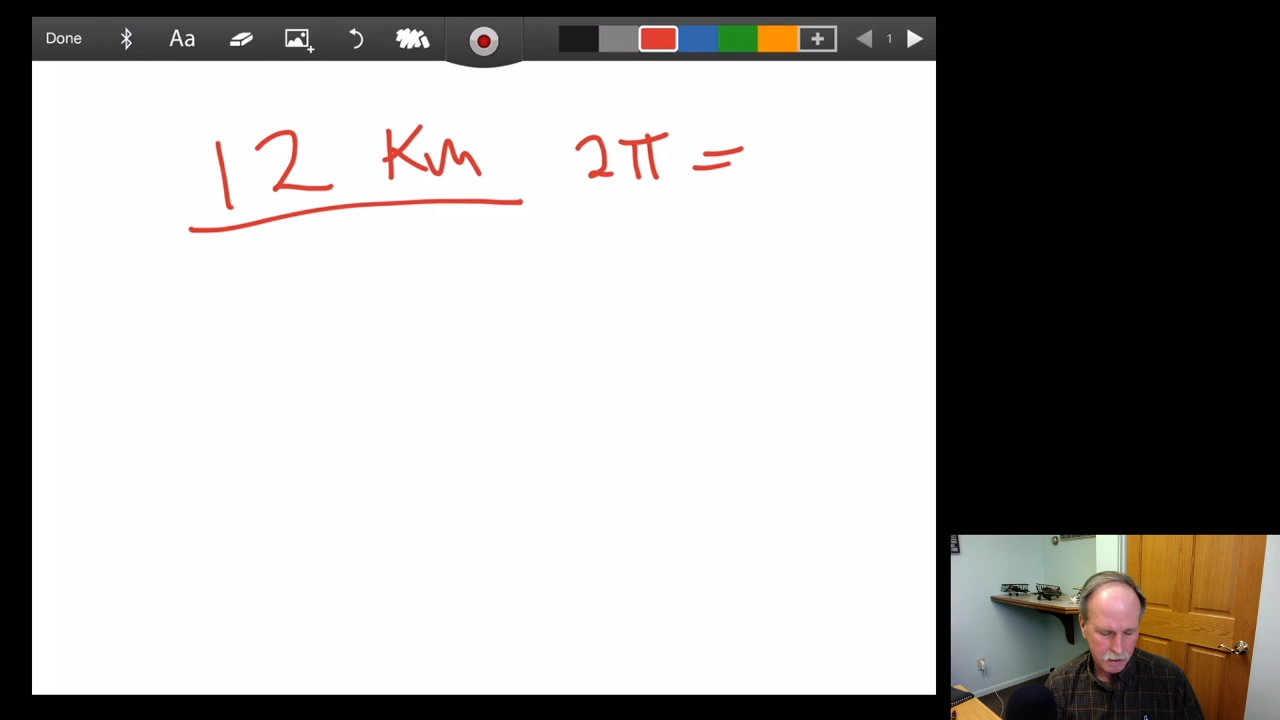 Done Aa 1
12 Km 2π =